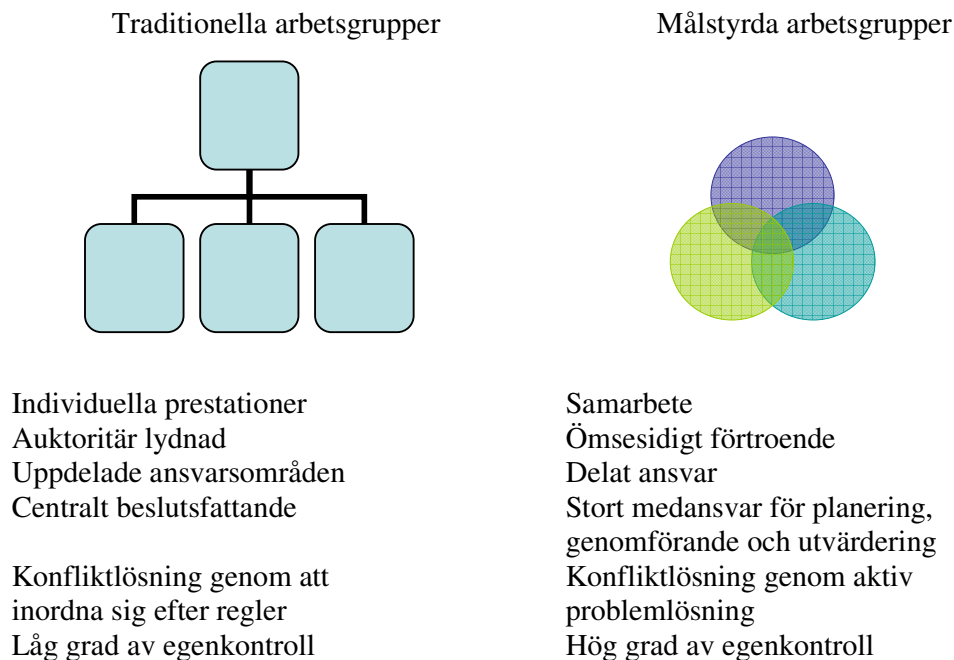 Traditionella arbetsgrupper
Målstyrda arbetsgrupper
Individuella prestationer
Auktoritär lydnad
Uppdelade ansvarsområden
Centralt beslutsfattande
Konfliktlösning genom att
inordna sig efter regler
Låg grad av egenkontroll
Samarbete
Ömsesidigt förtroende
Delat ansvar
Stort medansvar för planering,
genomförande och utvärdering
Konfliktlösning genom aktiv
problemlösning
Hög grad av egenkontroll